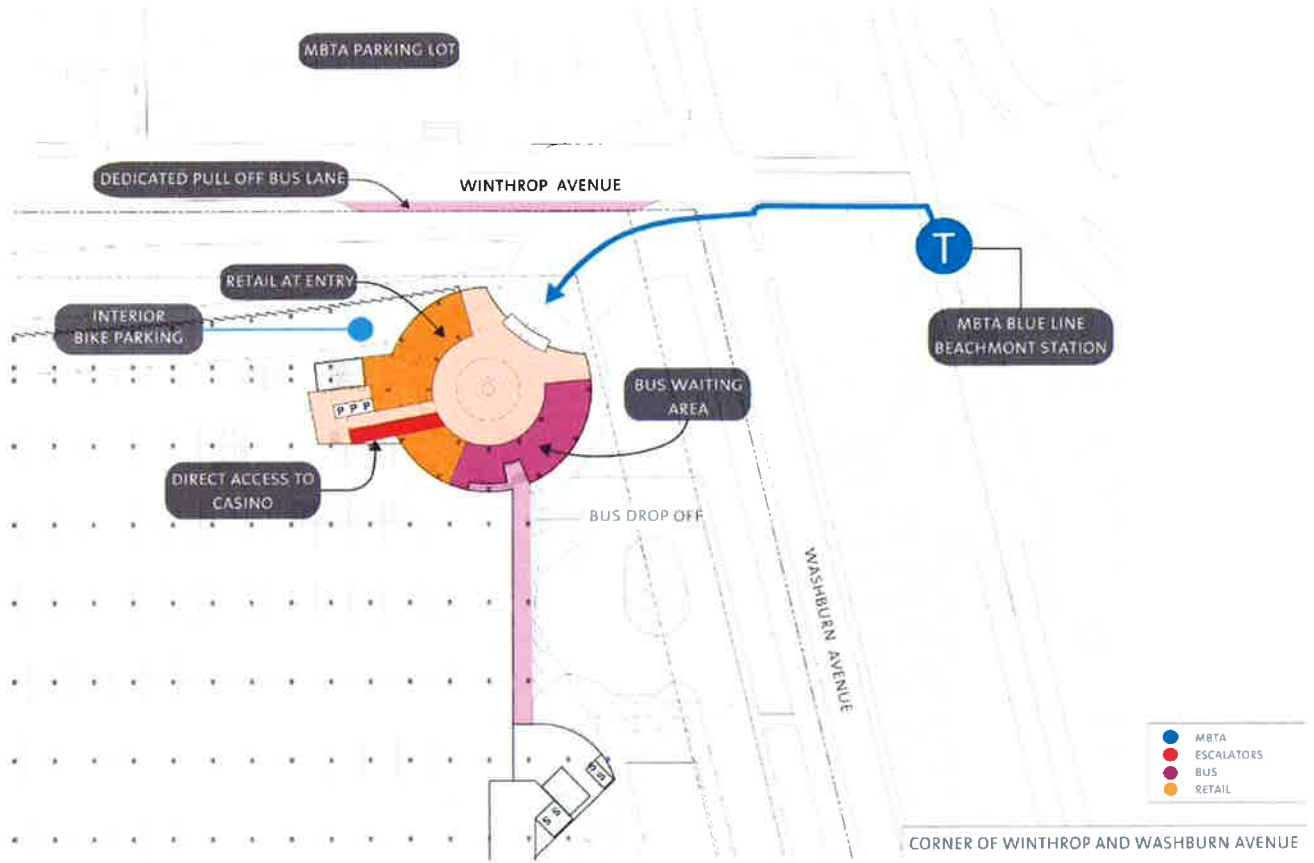 MBTA PARKING LOT
DEDICATED PULL OFF BUS LANE
WINTHROP AVENUE
T
RETAIL AT ENTRY
INTERIOR
BIKE PARKING
MBTA BLUE LINE
BEACHMONT STATION
BUS WAITING
AREA
P P P
DIRECT ACCESS TO
CASINO
BUS DROP OFF
WASHBURN AVENUE
MBTA
ESCALATORS
BUS
RETAIL
CORNER OF WINTHROP AND WASHBURN AVENUE